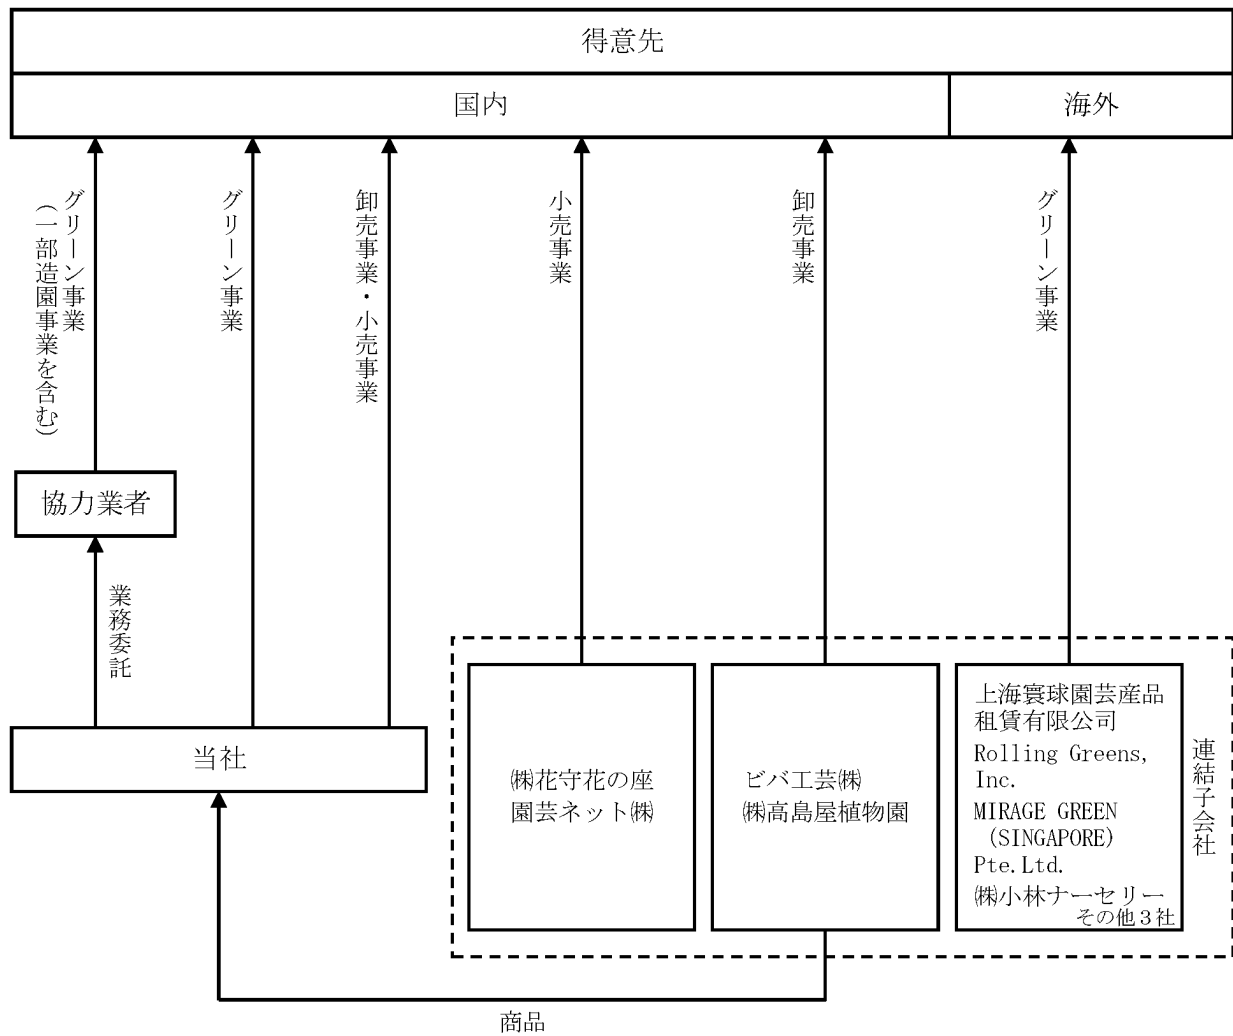 得意先
国内
海外
グリーン事業
（一部造園事業を含む）
グリーン事業
卸売事業・小売事業
小売事業
卸売事業
グリーン事業
協力業者
業務委託
当社
㈱花守花の座
園芸ネット㈱
ビバ工芸㈱
㈱高島屋植物園
上海寰球園芸産品
租賃有限公司
Rolling Greens,
Inc.
MIRAGE GREEN
（SINGAPORE）
Pte.Ltd.
㈱小林ナーセリー
その他３社
連結子会社
商品